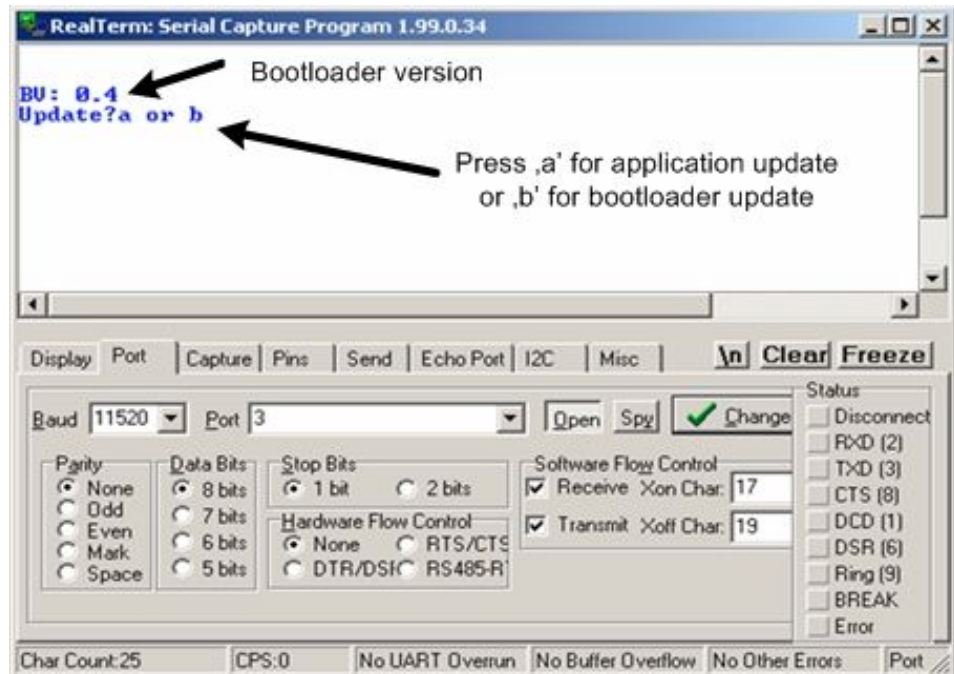 RealTerm: Serial Capture Program 1.99.0.34
Bootloader version
BV: 0.4
Update?a or b
Press ‚a’ for application update
or ‚b’ for bootloader update
Display Port Capture Pins Send Echo Port I2C Misc \n Clear Freeze
Baud 11520 Port 3 Open Spy Change
Parity
None
Odd
Even
Mark
Space
Data Bits
8 bits
7 bits
6 bits
5 bits
Stop Bits
1 bit 2 bits
Hardware Flow Control
None RTS/CTS
DTR/DSR RS485-R
Software Flow Control
Receive Xon Char: 17
Transmit Xoff Char: 19
Status
Disconnect
RXD (2)
TXD (3)
CTS (8)
DCD (1)
DSR (6)
Ring (9)
BREAK
Error
Char Count:25 CPS:0 No UART Overrun No Buffer Overflow No Other Errors Port